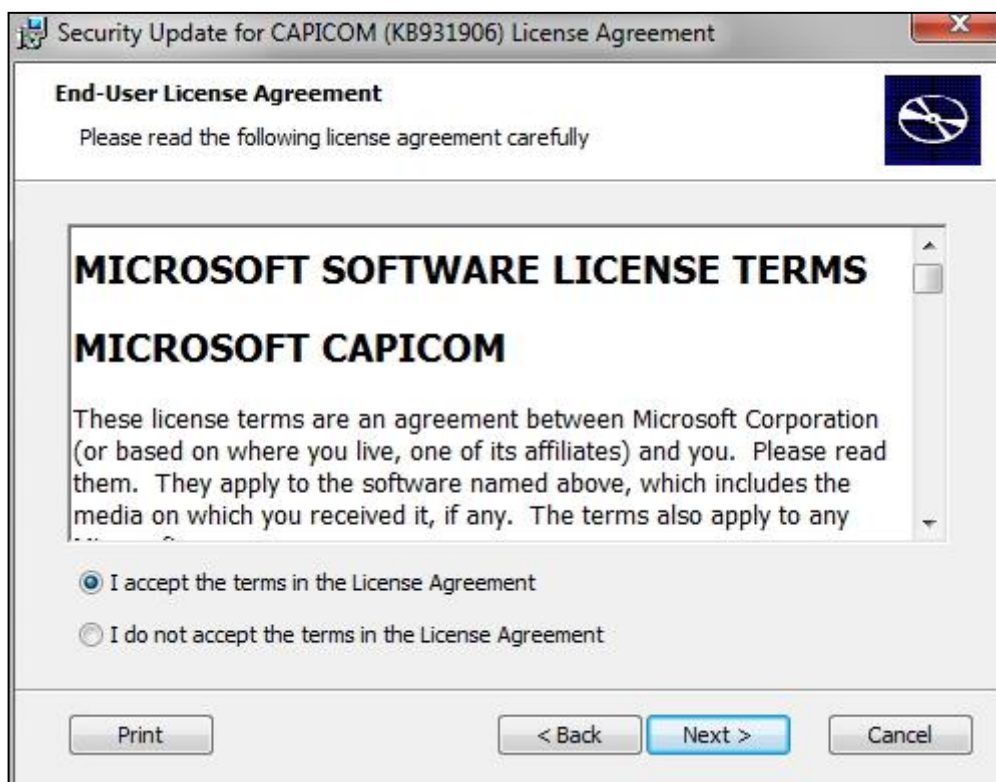 Security Update for CAPICOM (KB931906) License Agreement
End-User License Agreement
Please read the following license agreement carefully
MICROSOFT SOFTWARE LICENSE TERMS
MICROSOFT CAPICOM
These license terms are an agreement between Microsoft Corporation
(or based on where you live, one of its affiliates) and you.  Please read
them.  They apply to the software named above, which includes the
media on which you received it, if any.  The terms also apply to any
I accept the terms in the License Agreement
I do not accept the terms in the License Agreement
Print
< Back
Next >
Cancel